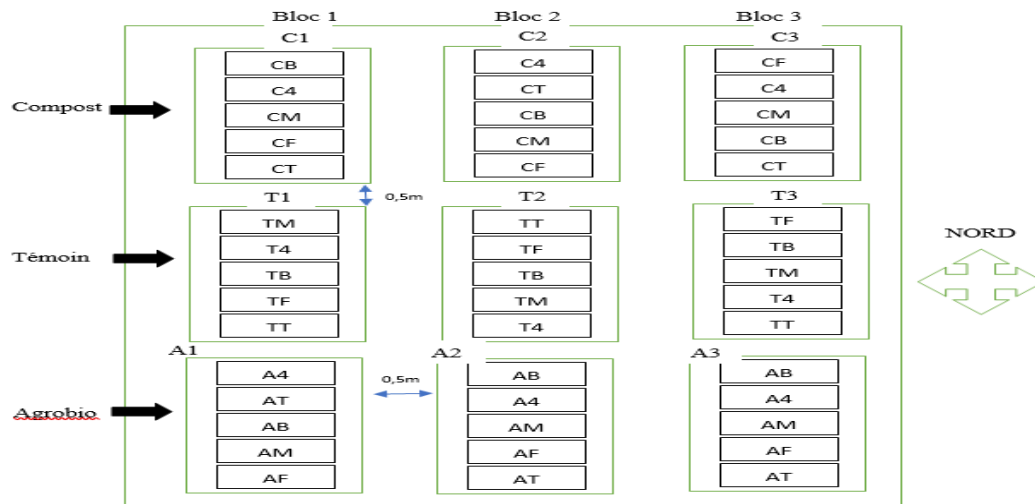 Bloc 1 Bloc 2 Bloc 3
C1 C2 C3
CB C4 CF
C4 CT C4
Compost CM CB CM
CF CM CB
CT CF CT
0,5m
T1 T2 T3
TM TT TF
T4 TF TB NORD
Témoin TB TB TM
TF TM T4
TT T4 TT
A1 A2 A3
A4 AB AB
AT 0,5m A4 A4
Agrobio AB AM AM
AM AF AF
AF AT AT